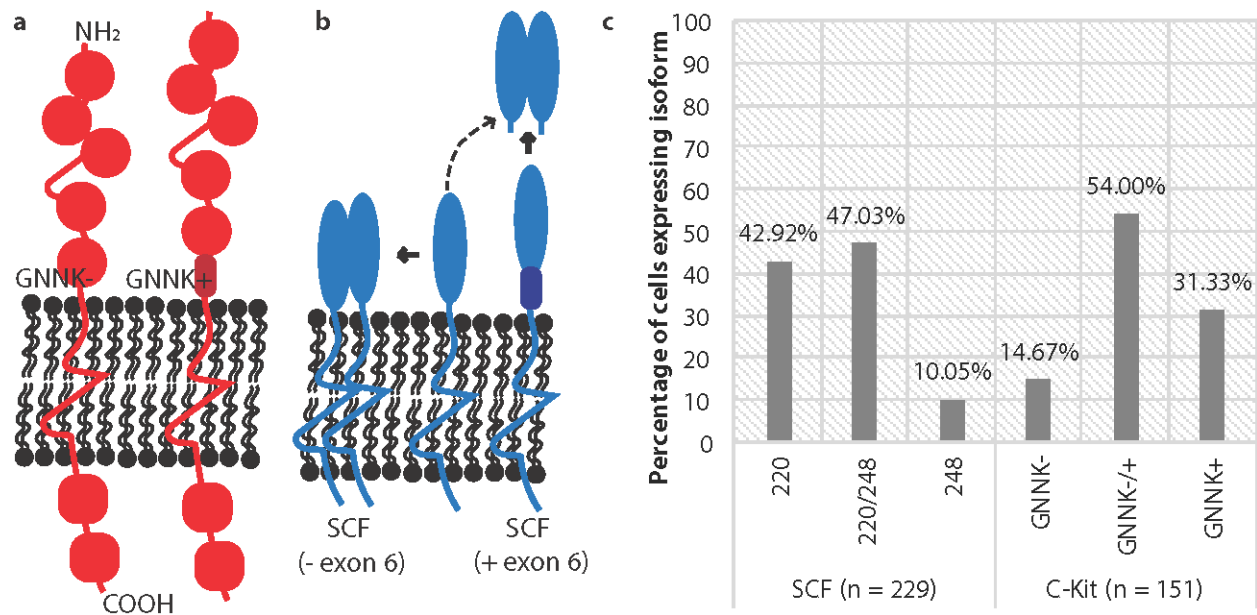 a
NH₂
GNNK-
GNNK+
COOH
b
SCF
(- exon 6)
SCF
(+ exon 6)
c
Percentage of cells expressing isoform
100
90
80
70
60
50
40
30
20
10
0
42.92%
47.03%
10.05%
14.67%
54.00%
31.33%
220
220/248
248
GNNK-
GNNK-/+
GNNK+
SCF (n = 229)
C-Kit (n = 151)